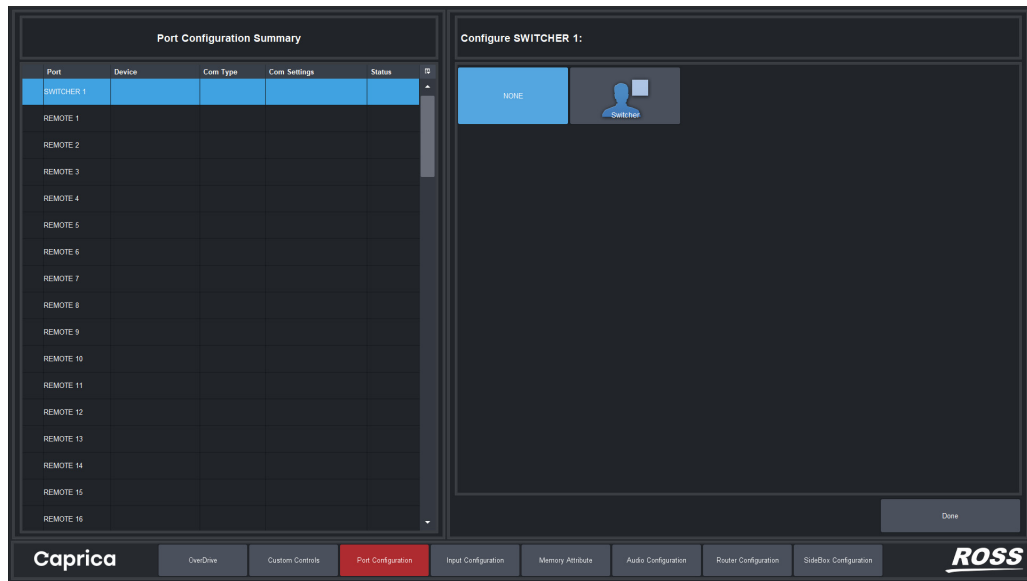 Port Configuration Summary
Configure SWITCHER 1:
Port Device Com Type Com Settings Status
SWITCHER 1
REMOTE 1
REMOTE 2
REMOTE 3
REMOTE 4
REMOTE 5
REMOTE 6
REMOTE 7
REMOTE 8
REMOTE 9
REMOTE 10
REMOTE 11
REMOTE 12
REMOTE 13
REMOTE 14
REMOTE 15
REMOTE 16
NONE
Switcher
Done
Caprica OverDrive Custom Controls Port Configuration Input Configuration Memory Attribute Audio Configuration Router Configuration SideBox Configuration ROSS